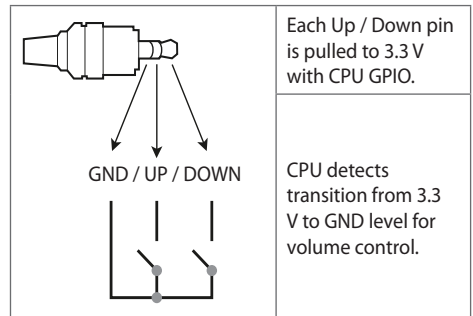 Each Up / Down pin
is pulled to 3.3 V
with CPU GPIO.
GND / UP / DOWN
CPU detects
transition from 3.3
V to GND level for
volume control.